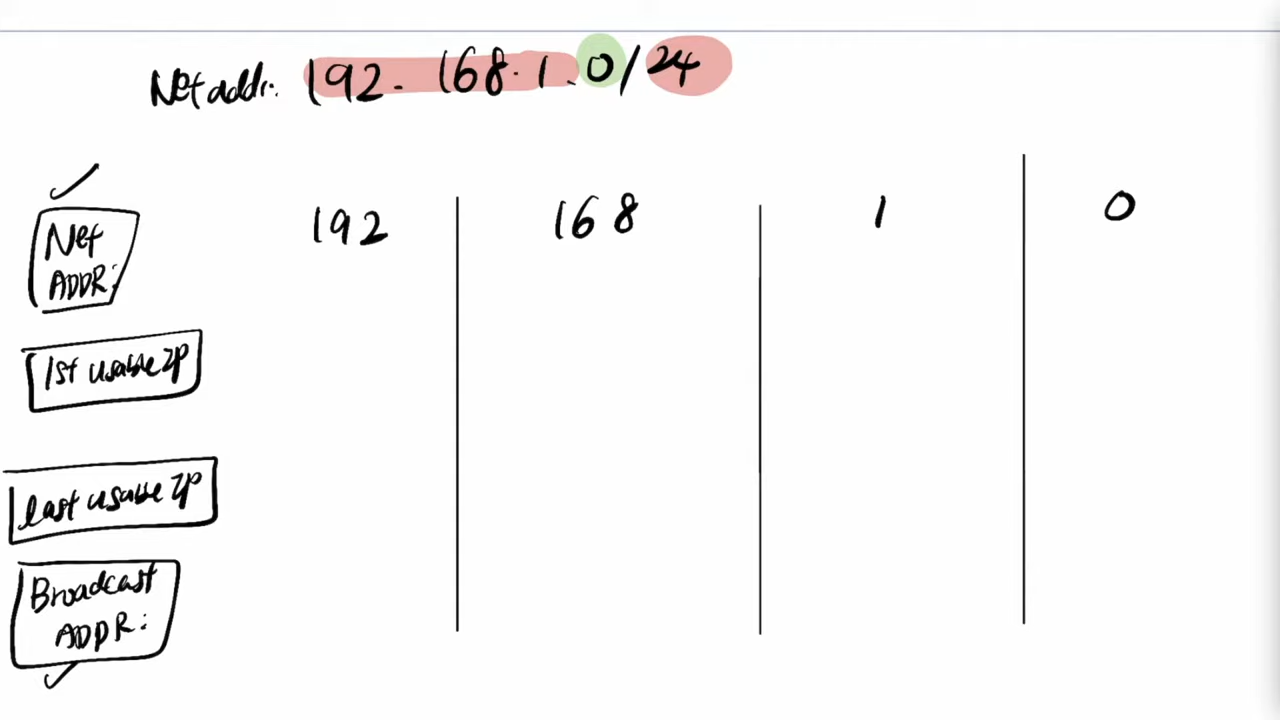 Net addr: 192.168.1.0/24
Net
ADDR:
192 168 1 0
1st usable IP
last usable IP
Broadcast
ADDR: